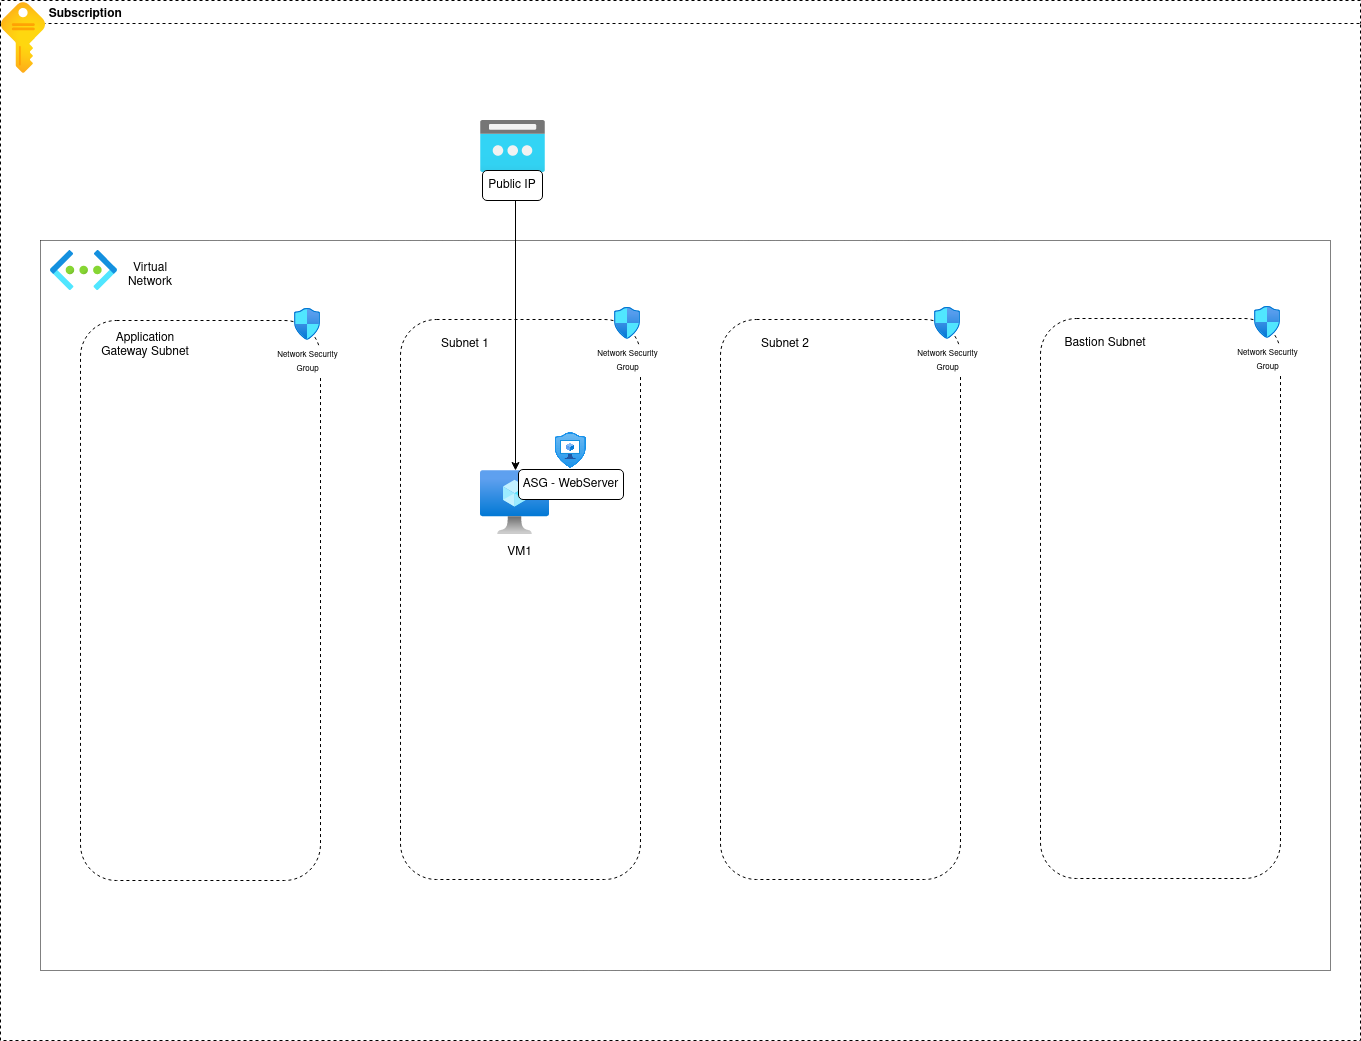 Subscription
Public IP
Virtual
Network
Application
Gateway Subnet
Network Security
Group
Subnet 1
Network Security
Group
Subnet 2
Network Security
Group
Bastion Subnet
Network Security
Group
ASG - WebServer
VM1